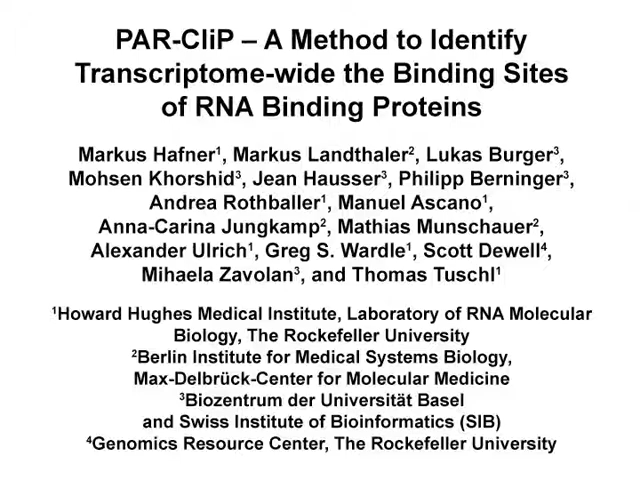 PAR-CliP – A Method to Identify
Transcriptome-wide the Binding Sites
of RNA Binding Proteins
Markus Hafner¹, Markus Landthaler², Lukas Burger³,
Mohsen Khorshid³, Jean Hausser³, Philipp Berninger³,
Andrea Rothballer¹, Manuel Ascano¹,
Anna-Carina Jungkamp², Mathias Munschauer²,
Alexander Ulrich¹, Greg S. Wardle¹, Scott Dewell⁴,
Mihaela Zavolan³, and Thomas Tuschl¹
¹Howard Hughes Medical Institute, Laboratory of RNA Molecular
Biology, The Rockefeller University
²Berlin Institute for Medical Systems Biology,
Max-Delbrück-Center for Molecular Medicine
³Biozentrum der Universität Basel
and Swiss Institute of Bioinformatics (SIB)
⁴Genomics Resource Center, The Rockefeller University